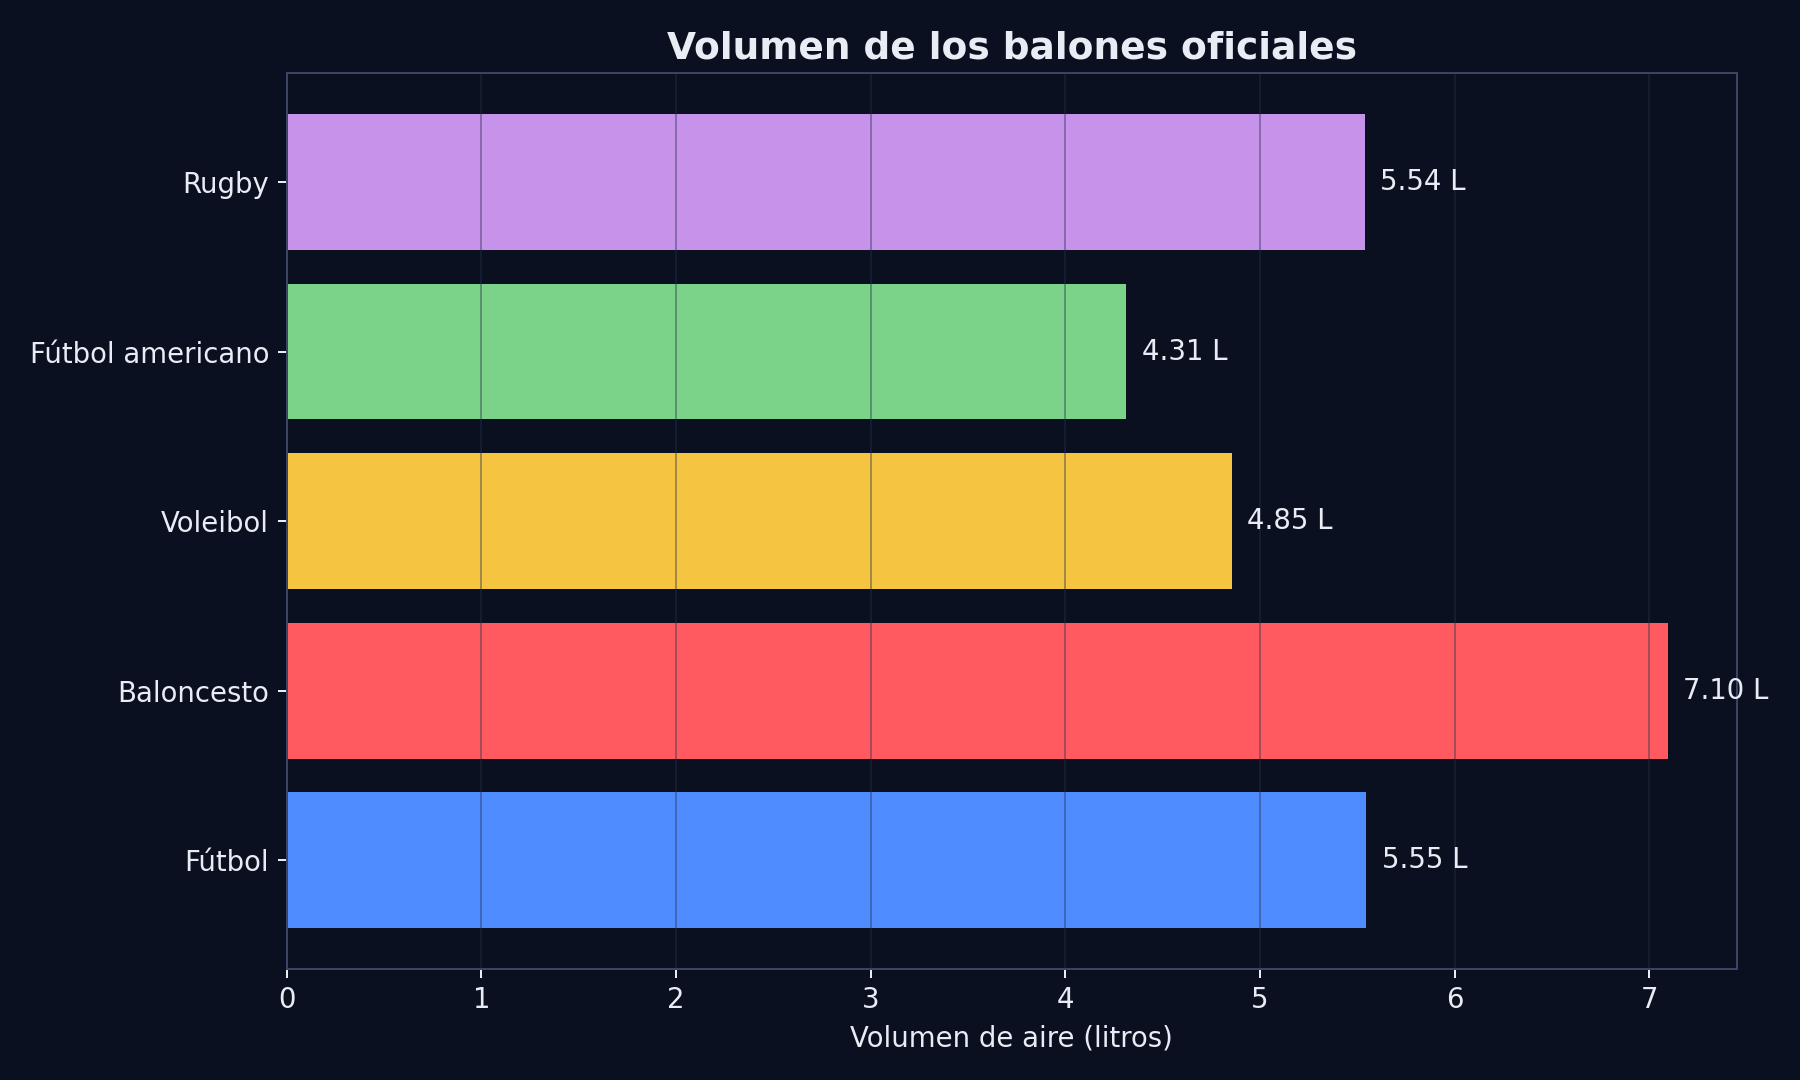 Volumen de los balones oficiales
Rugby
5.54 L
Fútbol americano
4.31 L
Voleibol
4.85 L
Baloncesto
7.10 L
Fútbol
5.55 L
0 1 2 3 4 5 6 7
Volumen de aire (litros)